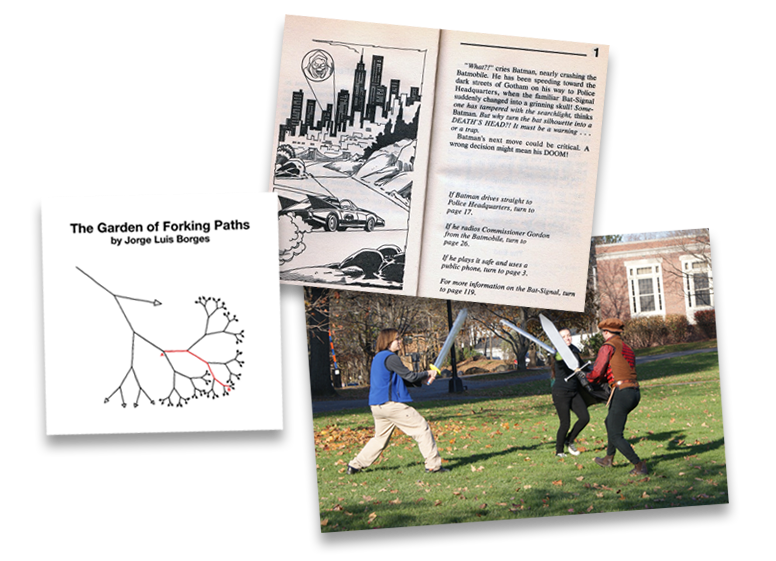 The Garden of Forking Paths
by Jorge Luis Borges
1
"What?!" cries Batman, nearly crashing the
Batmobile. He has been speeding toward the
dark streets of Gotham on his way to Police
Headquarters, when the familiar Bat-Signal
suddenly changed into a grinning skull! Some-
one has tampered with the searchlight, thinks
Batman. But why turn the bat silhouette into a
DEATH'S HEAD?! It must be a warning . . .
or a trap.
Batman's next move could be critical. A
wrong decision might mean his DOOM!
If Batman drives straight to
Police Headquarters, turn to
page 17.
If he radios Commissioner Gordon
from the Batmobile, turn to
page 26.
If he plays it safe and uses a
public phone, turn to page 3.
For more information on the Bat-Signal, turn
to page 119.